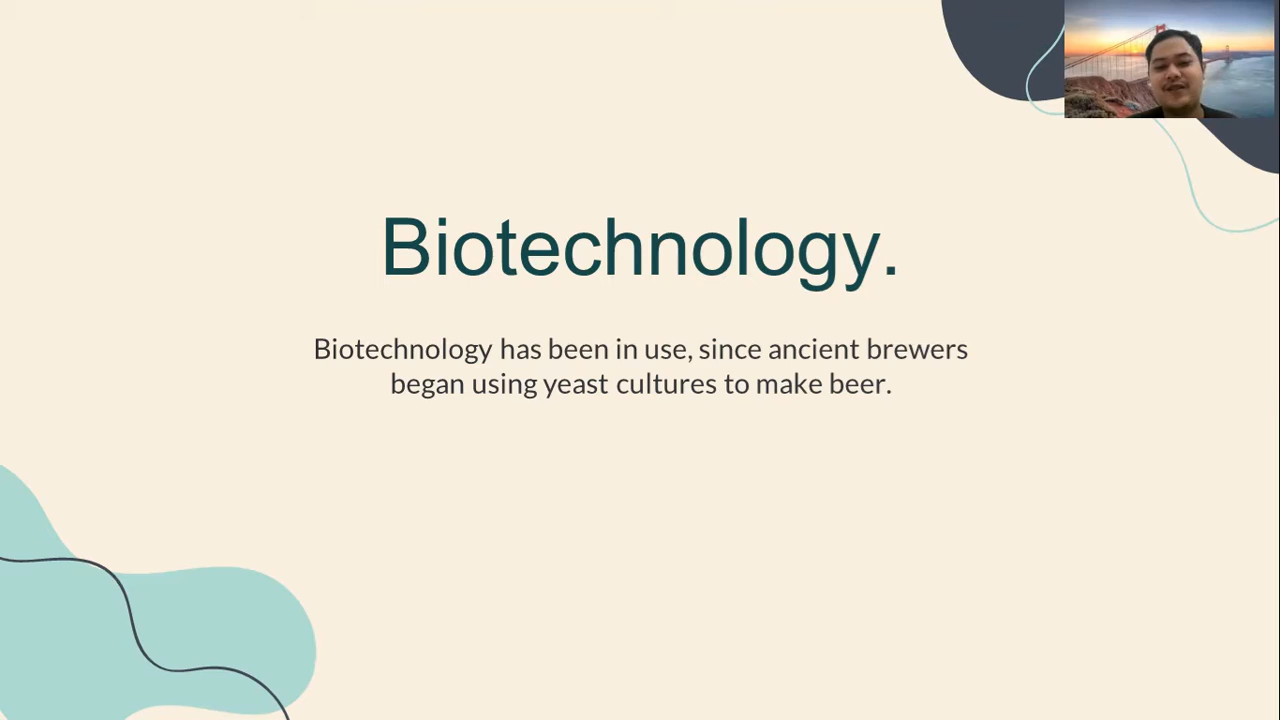 Biotechnology.
Biotechnology has been in use, since ancient brewers
began using yeast cultures to make beer.